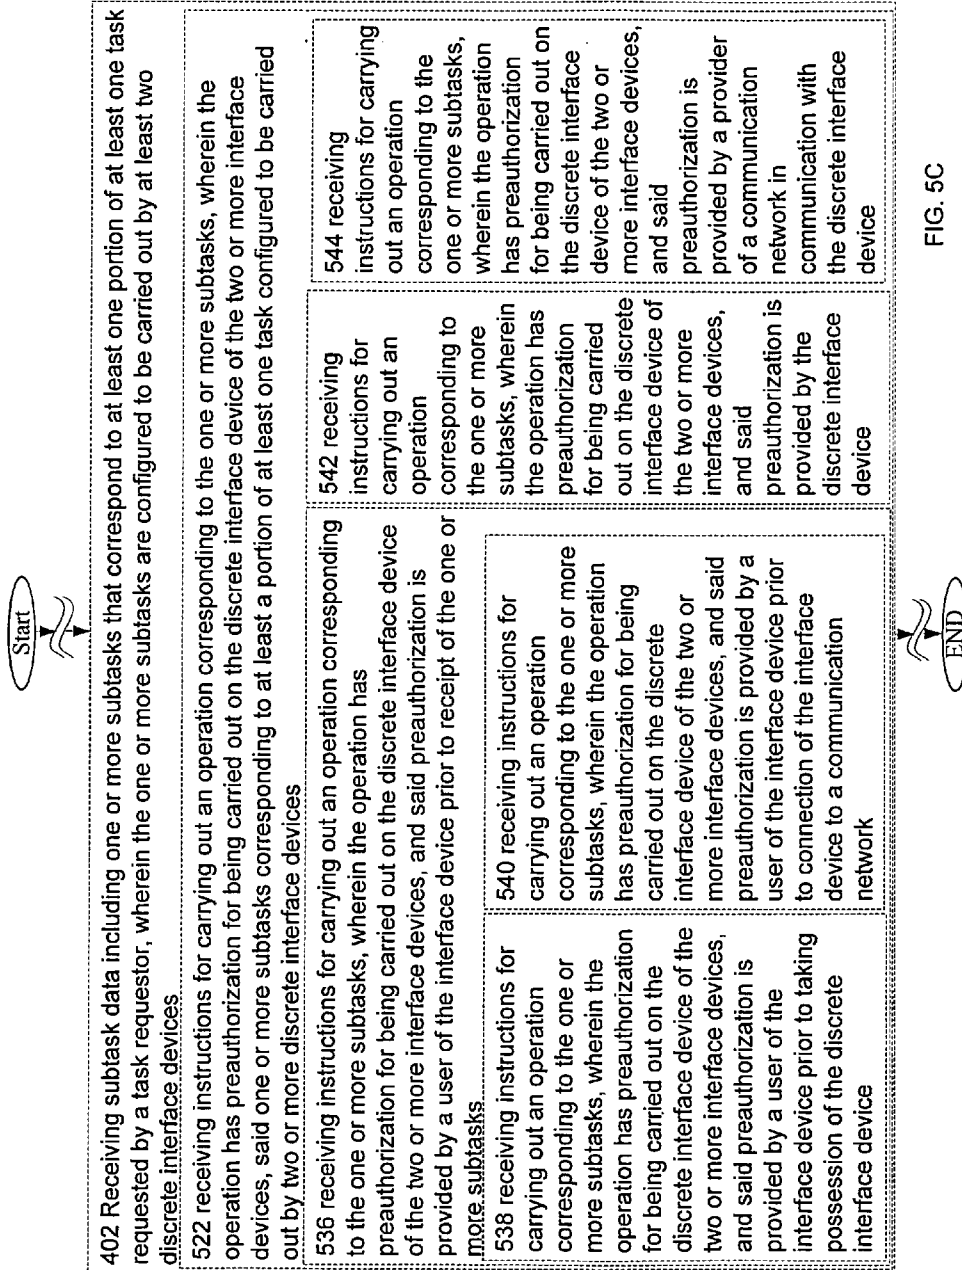 Start
402 Receiving subtask data including one or more subtasks that correspond to at least one portion of at least one task
requested by a task requestor, wherein the one or more subtasks are configured to be carried out by at least two
discrete interface devices
522 receiving instructions for carrying out an operation corresponding to the one or more subtasks, wherein the
operation has preauthorization for being carried out on the discrete interface device of the two or more interface
devices, said one or more subtasks corresponding to at least a portion of at least one task configured to be carried
out by two or more discrete interface devices
536 receiving instructions for carrying out an operation corresponding
to the one or more subtasks, wherein the operation has
preauthorization for being carried out on the discrete interface device
of the two or more interface devices, and said preauthorization is
provided by a user of the interface device prior to receipt of the one or
more subtasks
538 receiving instructions for
carrying out an operation
corresponding to the one or
more subtasks, wherein the
operation has preauthorization
for being carried out on the
discrete interface device of the
two or more interface devices,
and said preauthorization is
provided by a user of the
interface device prior to taking
possession of the discrete
interface device
540 receiving instructions for
carrying out an operation
corresponding to the one or more
subtasks, wherein the operation
has preauthorization for being
carried out on the discrete
interface device of the two or
more interface devices, and said
preauthorization is provided by a
user of the interface device prior
to connection of the interface
device to a communication
network
542 receiving
instructions for
carrying out an
operation
corresponding to
the one or more
subtasks, wherein
the operation has
preauthorization
for being carried
out on the discrete
interface device of
the two or more
interface devices,
and said
preauthorization is
provided by the
discrete interface
device
544 receiving
instructions for carrying
out an operation
corresponding to the
one or more subtasks,
wherein the operation
has preauthorization
for being carried out on
the discrete interface
device of the two or
more interface devices,
and said
preauthorization is
provided by a provider
of a communication
network in
communication with
the discrete interface
device
END
FIG. 5C